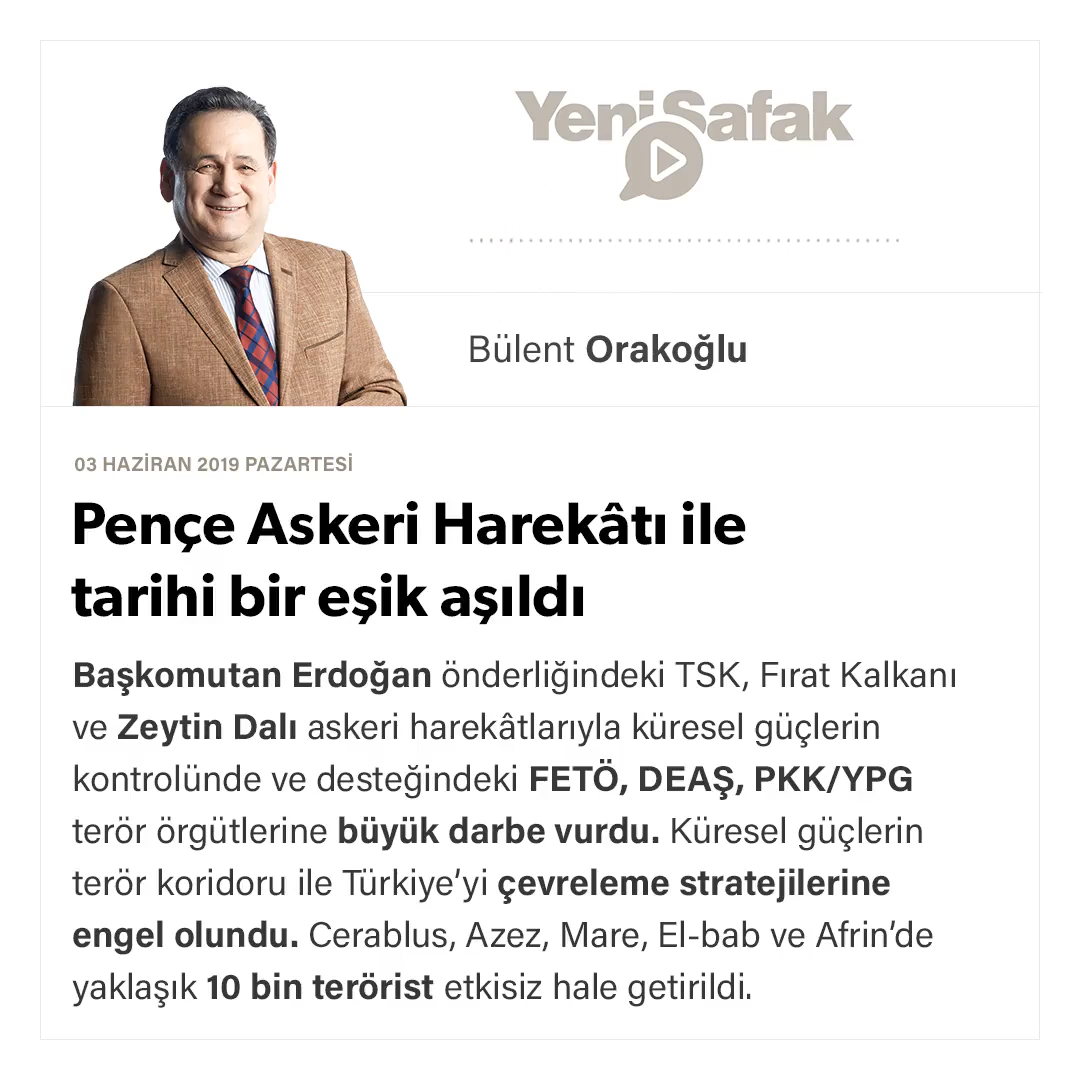 YeniŞafak
Bülent Orakoğlu
03 HAZİRAN 2019 PAZARTESİ
Pençe Askeri Harekâtı ile
tarihi bir eşik aşıldı
Başkomutan Erdoğan önderliğindeki TSK, Fırat Kalkanı
ve Zeytin Dalı askeri harekâtlarıyla küresel güçlerin
kontrolünde ve desteğindeki FETÖ, DEAŞ, PKK/YPG
terör örgütlerine büyük darbe vurdu. Küresel güçlerin
terör koridoru ile Türkiye’yi çevreleme stratejilerine
engel olundu. Cerablus, Azez, Mare, El-bab ve Afrin’de
yaklaşık 10 bin terörist etkisiz hale getirildi.